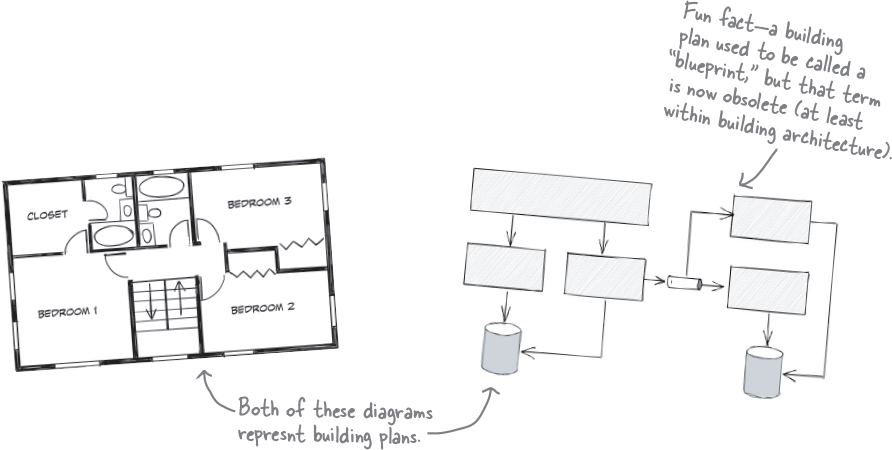 Fun fact—a building
plan used to be called a
“blueprint,” but that term
is now obsolete (at least
within building architecture).
CLOSET
BEDROOM 3
BEDROOM 1
BEDROOM 2
Both of these diagrams
represnt building plans.